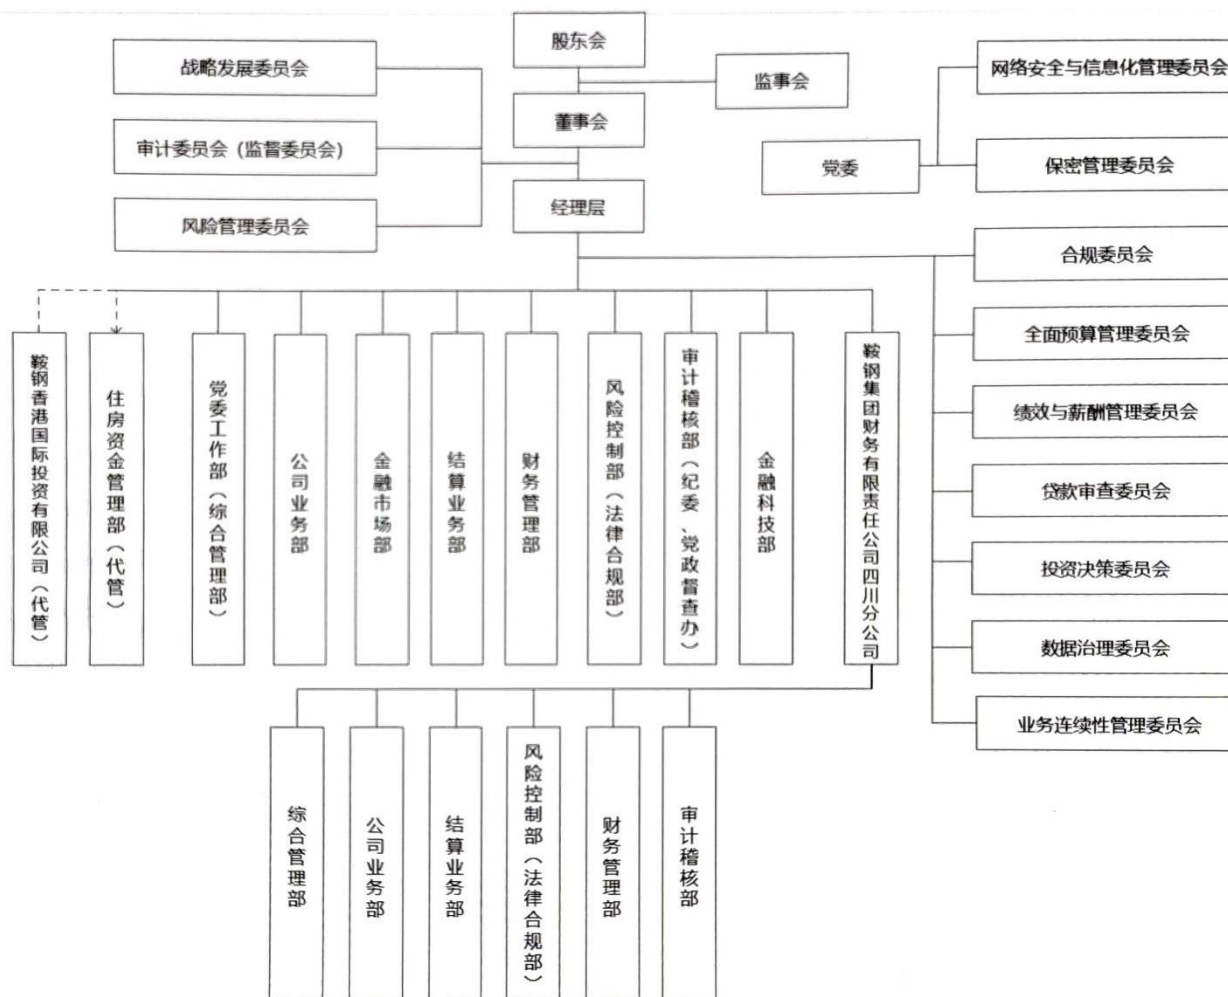 股东会
战略发展委员会
监事会
网络安全与信息化管理委员会
董事会
审计委员会（监督委员会）
党委
保密管理委员会
经理层
风险管理委员会
合规委员会
全面预算管理委员会
绩效与薪酬管理委员会
贷款审查委员会
投资决策委员会
数据治理委员会
业务连续性管理委员会
鞍钢香港国际投资有限公司（代管）
住房资金管理部（代管）
党委工作部（综合管理部）
公司业务部
金融市场部
结算业务部
财务管理部
风险控制部（法律合规部）
审计稽核部（纪委、党政督查办）
金融科技部
鞍钢集团财务有限责任公司四川分公司
综合管理部
公司业务部
结算业务部
风险控制部（法律合规部）
财务管理部
审计稽核部